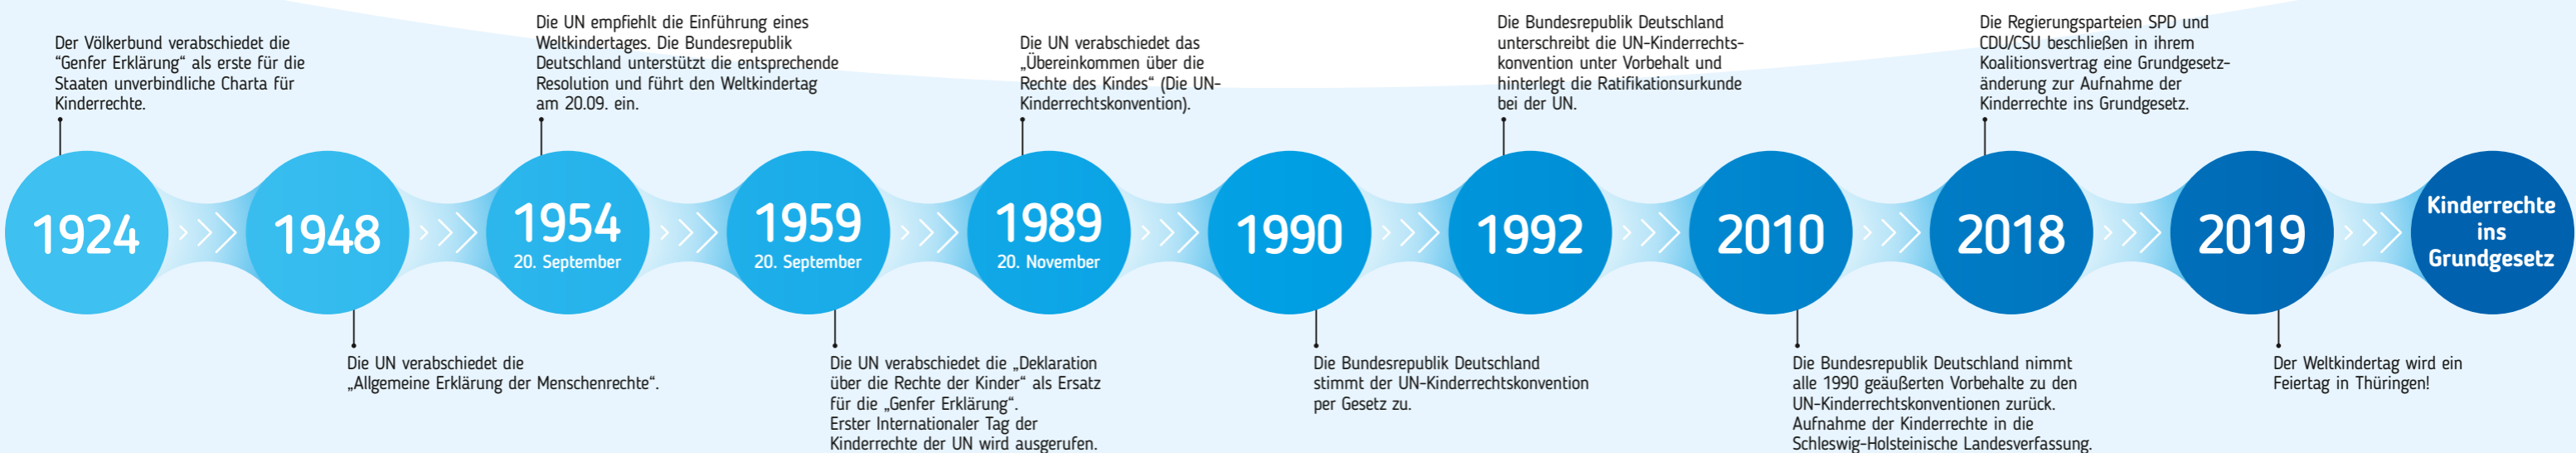 Der Völkerbund verabschiedet die
"Genfer Erklärung" als erste für die
Staaten unverbindliche Charta für
Kinderrechte.
1924
1948
Die UN verabschiedet die
„Allgemeine Erklärung der Menschenrechte“.
Die UN empfiehlt die Einführung eines
Weltkindertages. Die Bundesrepublik
Deutschland unterstützt die entsprechende
Resolution und führt den Weltkindertag
am 20.09. ein.
1954
20. September
1959
20. September
Die UN verabschiedet die „Deklaration
über die Rechte der Kinder“ als Ersatz
für die „Genfer Erklärung“.
Erster Internationaler Tag der
Kinderrechte der UN wird ausgerufen.
Die UN verabschiedet das
„Übereinkommen über die
Rechte des Kindes“ (Die UN-
Kinderrechtskonvention).
1989
20. November
1990
Die Bundesrepublik Deutschland
stimmt der UN-Kinderrechtskonvention
per Gesetz zu.
Die Bundesrepublik Deutschland
unterschreibt die UN-Kinderrechts-
konvention unter Vorbehalt und
hinterlegt die Ratifikationsurkunde
bei der UN.
1992
2010
Die Bundesrepublik Deutschland nimmt
alle 1990 geäußerten Vorbehalte zu den
UN-Kinderrechtskonventionen zurück.
Aufnahme der Kinderrechte in die
Schleswig-Holsteinische Landesverfassung.
Die Regierungsparteien SPD und
CDU/CSU beschließen in ihrem
Koalitionsvertrag eine Grundgesetz-
änderung zur Aufnahme der
Kinderrechte ins Grundgesetz.
2018
2019
Der Weltkindertag wird ein
Feiertag in Thüringen!
Kinderrechte
ins
Grundgesetz